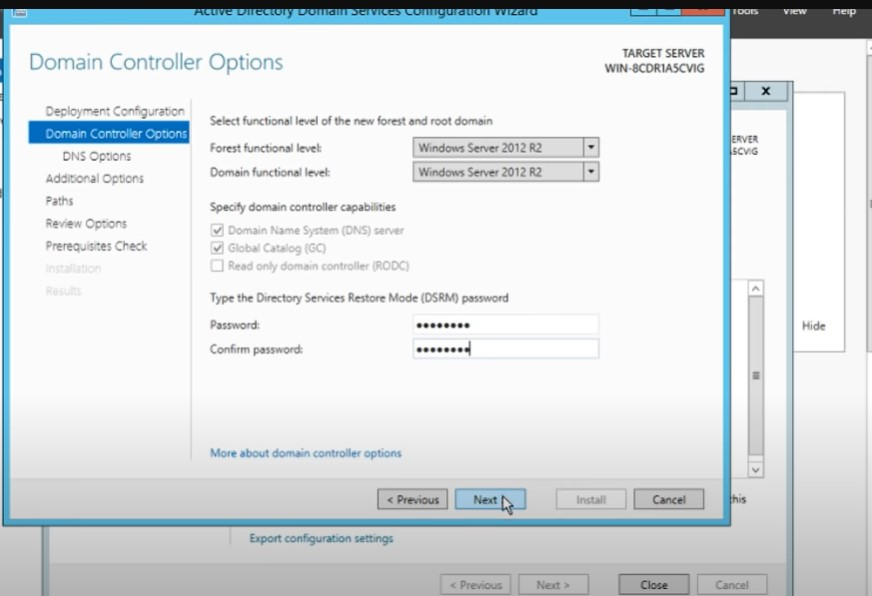 Active Directory Domain Services Configuration Wizard
Tools View Help
Domain Controller Options
TARGET SERVER
WIN-8CDR1A5CVIG
Deployment Configuration
Domain Controller Options
DNS Options
Additional Options
Paths
Review Options
Prerequisites Check
Installation
Results
Select functional level of the new forest and root domain
Forest functional level: Windows Server 2012 R2
Domain functional level: Windows Server 2012 R2
Specify domain controller capabilities
Domain Name System (DNS) server
Global Catalog (GC)
Read only domain controller (RODC)
Type the Directory Services Restore Mode (DSRM) password
Password: ••••••••
Confirm password: ••••••••
More about domain controller options
< Previous Next Install Cancel
x
ERVER
A5CVIG
Hide
this
Export configuration settings
< Previous Next > Close Cancel